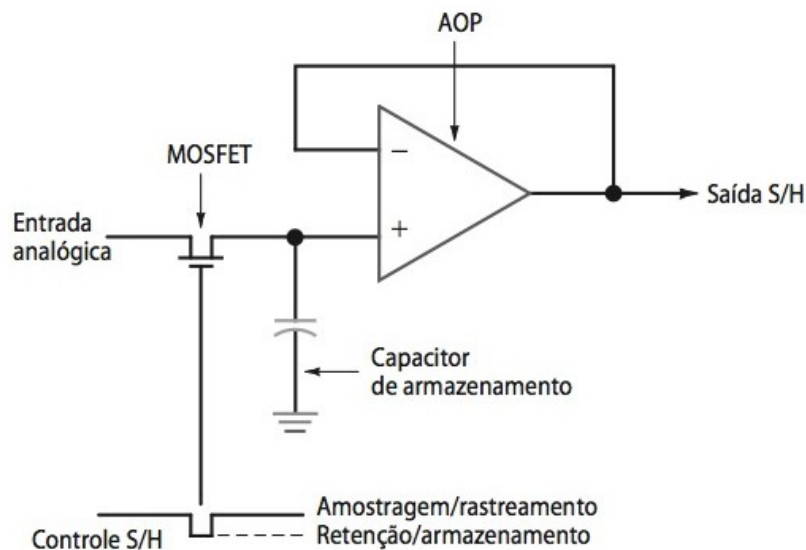 AOP
MOSFET
−
Entrada
analógica
+
Saída S/H
Capacitor
de armazenamento
Amostragem/rastreamento
Controle S/H
Retenção/armazenamento